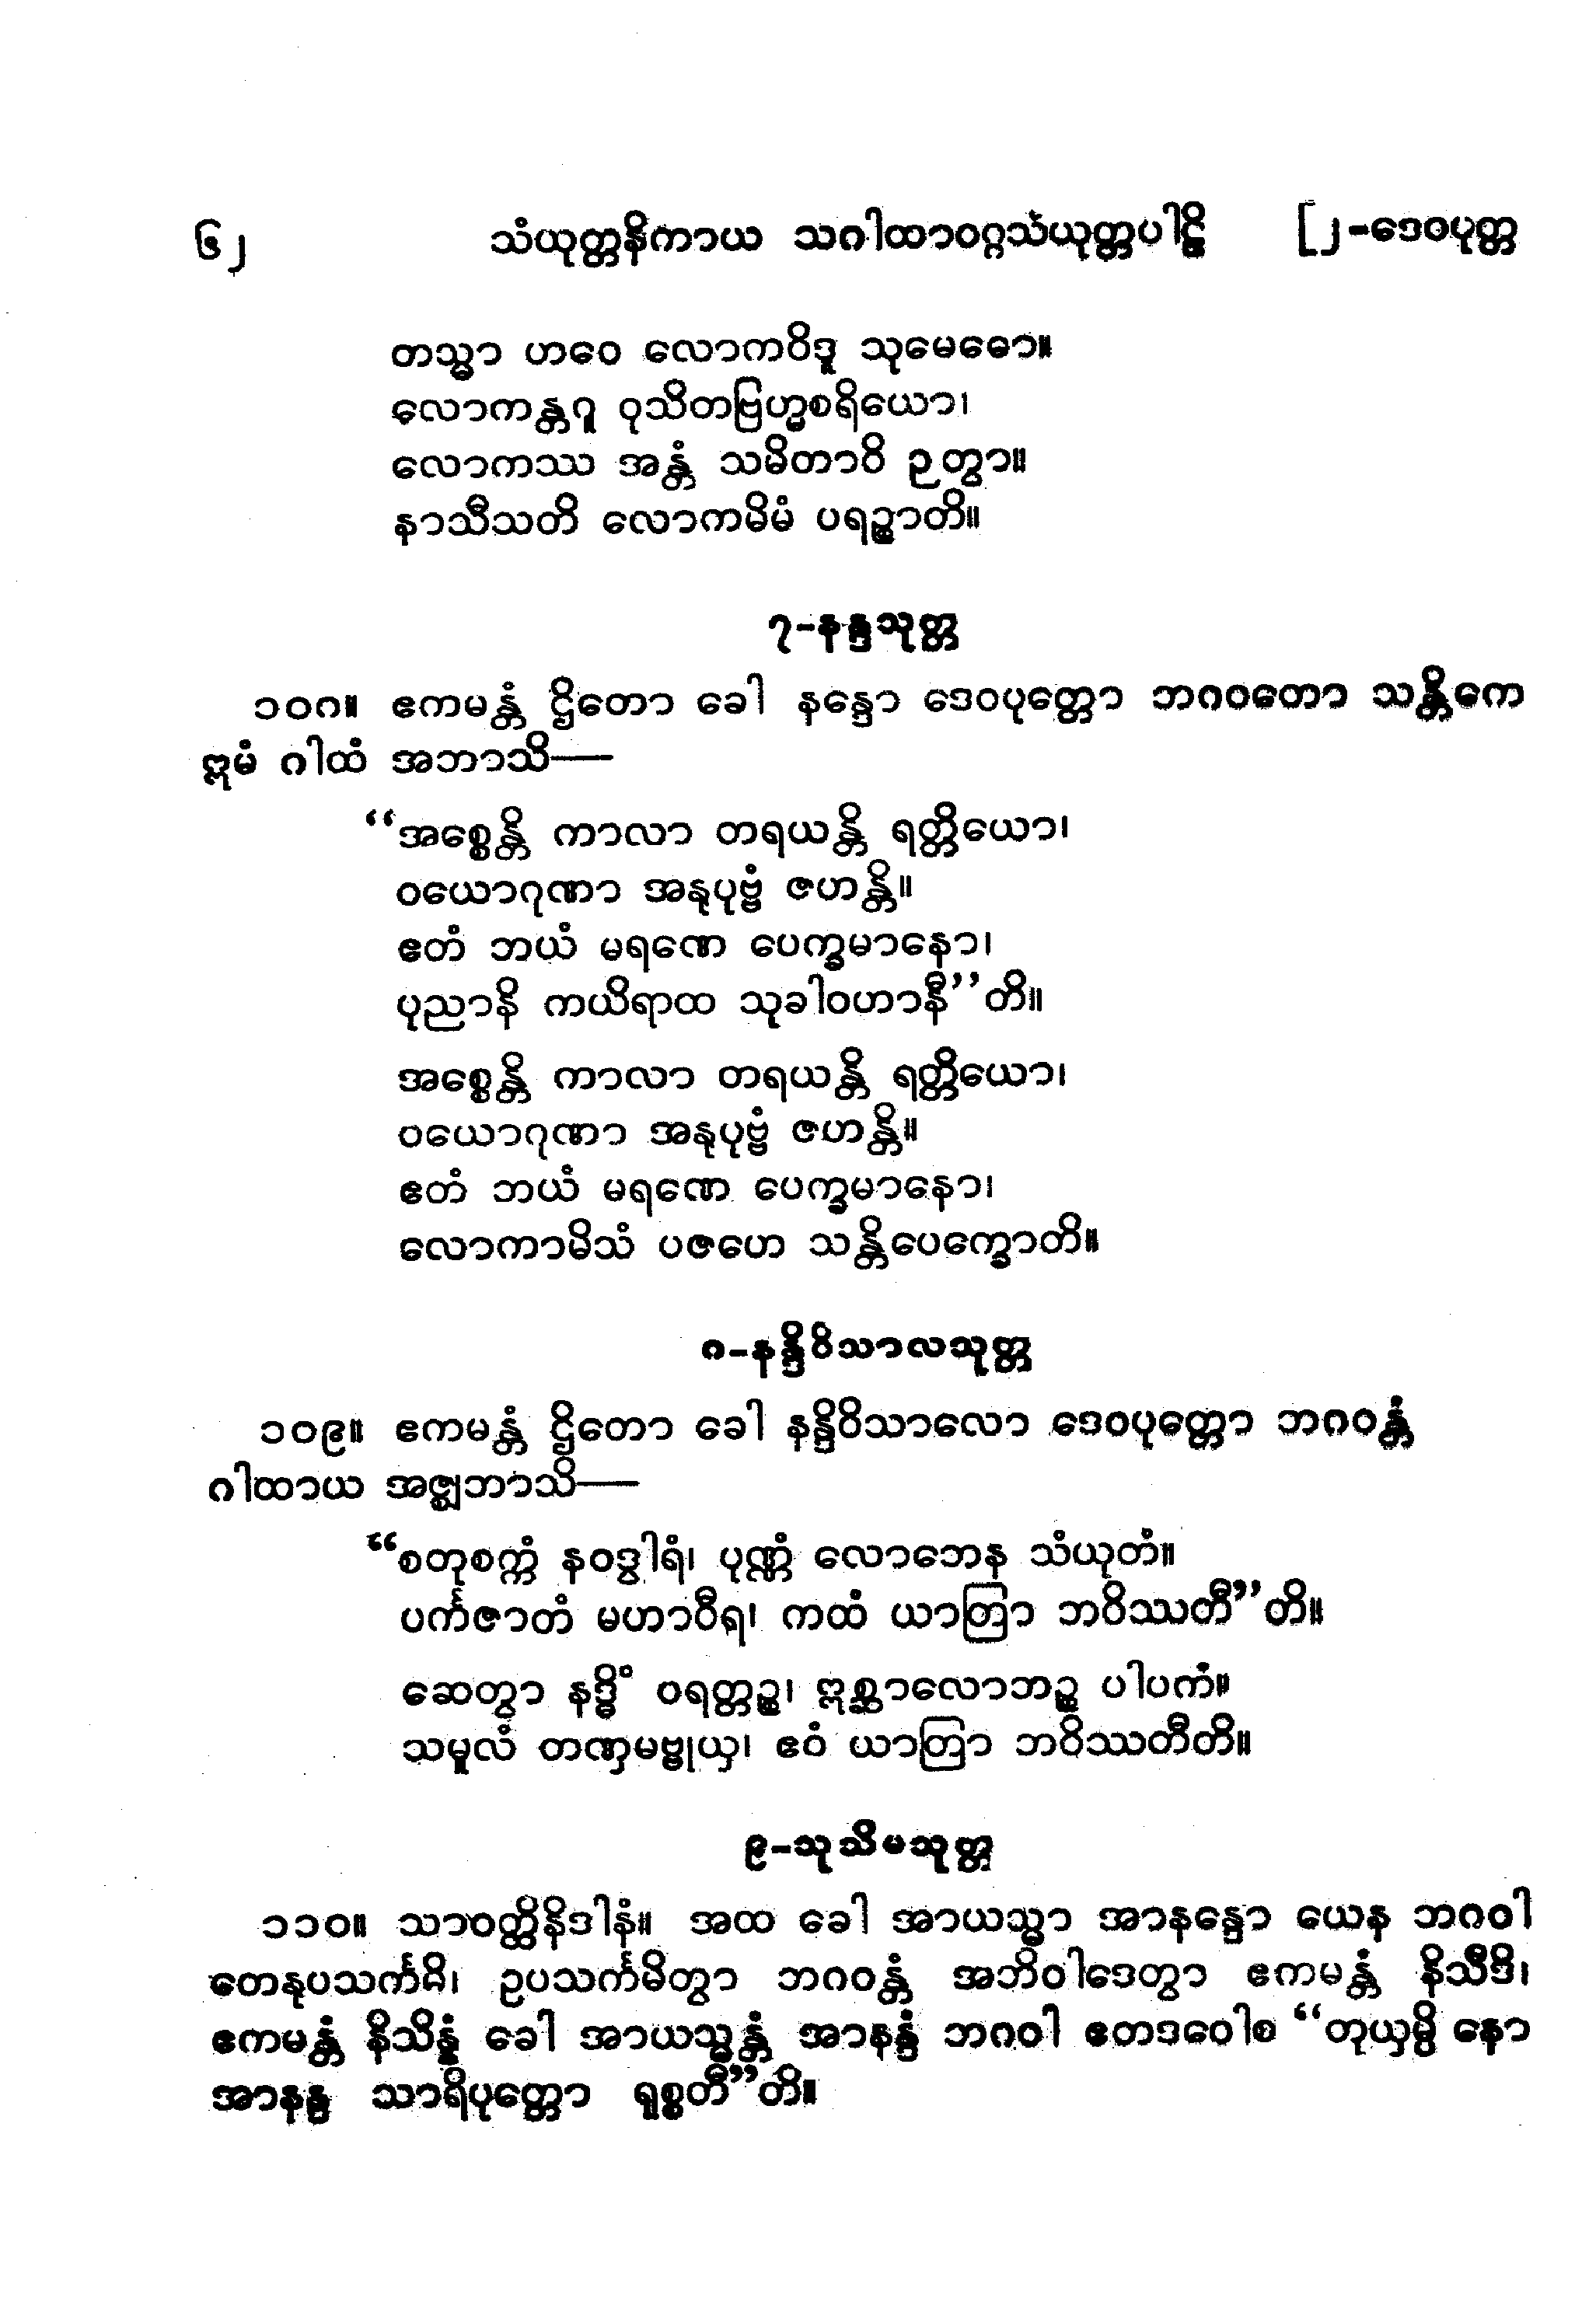 ၆၂ သံယုတ္တနိကာယ သဂါထာဝဂ္ဂသံယုတ္တပါဠိ [၂-ဒေဝပုတ္တ
တသ္မာ ဟဝေ လောကဝိဒူ သုမေဓော။
လောကန္တဂူ ဝုသိတဗြဟ္မစရိယော၊
လောကဿ အန္တံ သမိတာဝိ ဉတွာ။
နာသီသတိ လောကမိမံ ပရဉ္စာတိ။
၇-နန္ဒသုတ္တ
၁၀၈။ ဧကမန္တံ ဌိတော ခေါ နန္ဒော ဒေဝပုတ္တော ဘဂဝတော သန္တိကေ
ဣမံ ဂါထံ အဘာသိ—
“အစ္စေန္တိ ကာလာ တရယန္တိ ရတ္တိယော၊
ဝယောဂုဏာ အနုပုဗ္ဗံ ဇဟန္တိ။
ဧတံ ဘယံ မရဏေ ပေက္ခမာနော၊
ပုညာနိ ကယိရာထ သုခါဝဟာနီ”တိ။
အစ္စေန္တိ ကာလာ တရယန္တိ ရတ္တိယော၊
ဝယောဂုဏာ အနုပုဗ္ဗံ ဇဟန္တိ။
ဧတံ ဘယံ မရဏေ ပေက္ခမာနော၊
လောကာမိသံ ပဇဟေ သန္တိပေက္ခောတိ။
၈-နန္ဒိဝိသာလသုတ္တ
၁၀၉။ ဧကမန္တံ ဌိတော ခေါ နန္ဒိဝိသာလော ဒေဝပုတ္တော ဘဂဝန္တံ
ဂါထာယ အဇ္ဈဘာသိ—
“စတုစက္ကံ နဝဒွါရံ၊ ပုဏ္ဏံ လောဘေန သံယုတံ။
ပင်္ကဇာတံ မဟာဝီရ၊ ကထံ ယာတြာ ဘဝိဿတီ”တိ။
ဆေတွာ နဒ္ဓိံ ဝရတ္တဉ္စ၊ ဣစ္ဆာလောဘဉ္စ ပါပကံ။
သမူလံ တဏှမဗ္ဗုယှ၊ ဧဝံ ယာတြာ ဘဝိဿတီတိ။
၉-သုသိမသုတ္တ
၁၁၀။ သာဝတ္ထိနိဒါနံ။ အထ ခေါ အာယသ္မာ အာနန္ဒော ယေန ဘဂဝါ
တေနုပသင်္ကမိ၊ ဥပသင်္ကမိတွာ ဘဂဝန္တံ အဘိဝါဒေတွာ ဧကမန္တံ နိသီဒိ၊
ဧကမန္တံ နိသိန္နံ ခေါ အာယသ္မန္တံ အာနန္ဒံ ဘဂဝါ ဧတဒဝေါစ “တုယှမ္ပိ နော
အာနန္ဒ သာရိပုတ္တော ရုစ္စတီ”တိ။